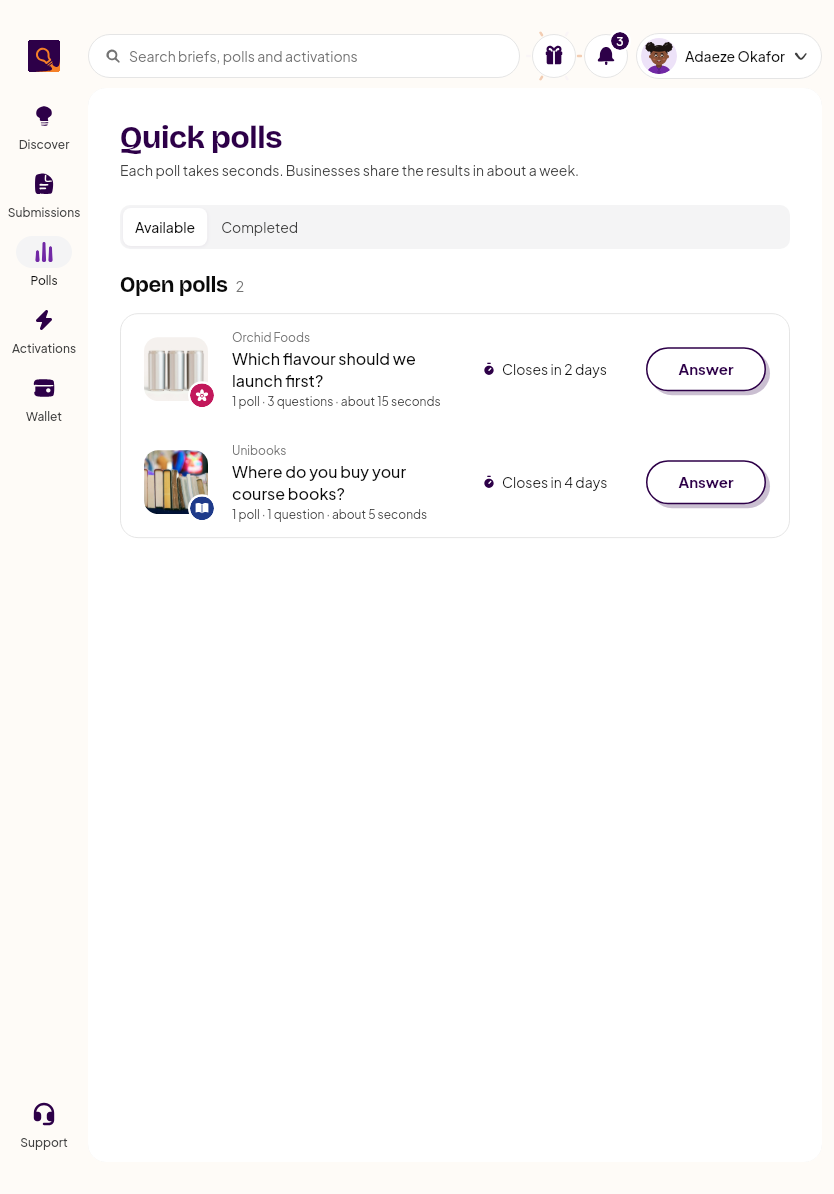 Search briefs, polls and activations
3
Adaeze Okafor
Discover
Submissions
Polls
Activations
Wallet
Support
Quick polls
Each poll takes seconds. Businesses share the results in about a week.
Available
Completed
Open polls 2
Orchid Foods
Which flavour should we
launch first?
1 poll · 3 questions · about 15 seconds
Closes in 2 days
Answer
Unibooks
Where do you buy your
course books?
1 poll · 1 question · about 5 seconds
Closes in 4 days
Answer